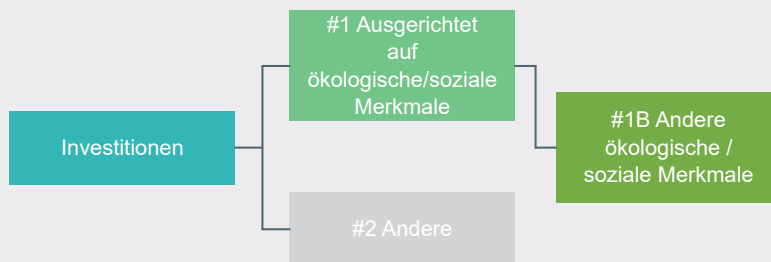 #1 Ausgerichtet
auf
ökologische/soziale
Merkmale
Investitionen
#1B Andere
ökologische /
soziale Merkmale
#2 Andere